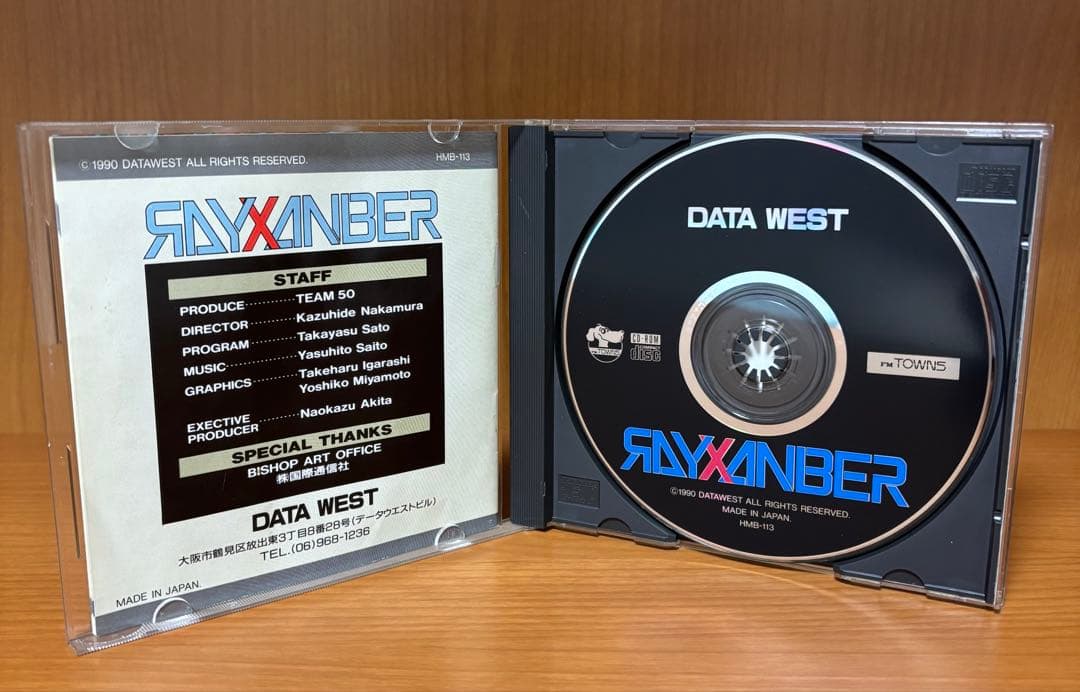 © 1990 DATAWEST ALL RIGHTS RESERVED.
HMB-113
RAYXANBER
STAFF
PRODUCE············TEAM 50
DIRECTOR··········Kazuhide Nakamura
PROGRAM··········Takayasu Sato
MUSIC··············Yasuhito Saito
GRAPHICS··········Takeharu Igarashi
Yoshiko Miyamoto
EXECTIVE
PRODUCER··········Naokazu Akita
SPECIAL THANKS
BISHOP ART OFFICE
㈱国際通信社
DATA WEST
大阪市鶴見区放出東3丁目8番28号(データウエストビル)
TEL.(06)968-1236
MADE IN JAPAN.
DATA WEST
CD-ROM
COMPACT
disc
FM TOWNS
RAYXANBER
©1990 DATAWEST ALL RIGHTS RESERVED.
MADE IN JAPAN.
HMB-113